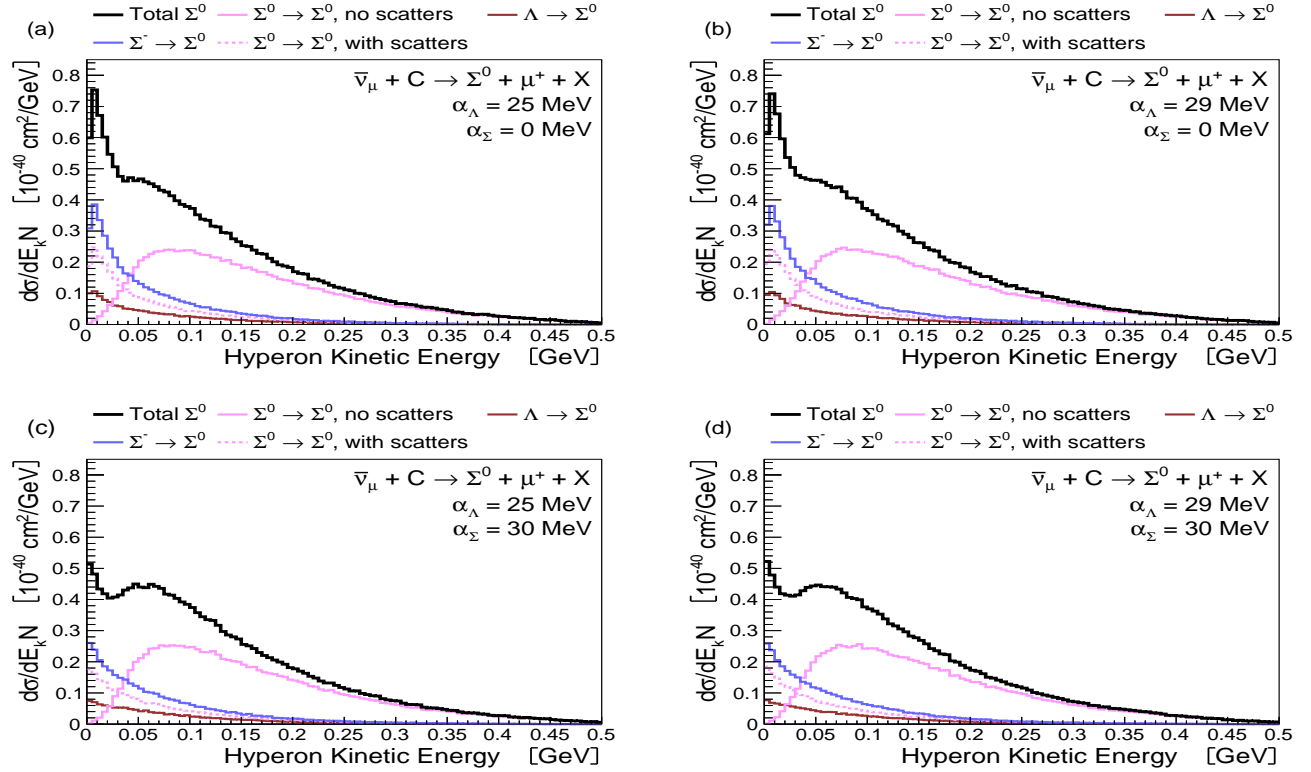 Total Σ⁰ Σ⁰ → Σ⁰, no scatters Λ → Σ⁰
(a) Σ⁻ → Σ⁰ Σ⁰ → Σ⁰, with scatters
ν̅μ + C → Σ⁰ + μ⁺ + X
αΛ = 25 MeV
αΣ = 0 MeV
dσ/dEₖN [10⁻⁴⁰ cm²/GeV]
0.8
0.7
0.6
0.5
0.4
0.3
0.2
0.1
0
0 0.05 0.1 0.15 0.2 0.25 0.3 0.35 0.4 0.45 0.5
Hyperon Kinetic Energy [GeV]
Total Σ⁰ Σ⁰ → Σ⁰, no scatters Λ → Σ⁰
(b) Σ⁻ → Σ⁰ Σ⁰ → Σ⁰, with scatters
ν̅μ + C → Σ⁰ + μ⁺ + X
αΛ = 29 MeV
αΣ = 0 MeV
dσ/dEₖN [10⁻⁴⁰ cm²/GeV]
0.8
0.7
0.6
0.5
0.4
0.3
0.2
0.1
0
0 0.05 0.1 0.15 0.2 0.25 0.3 0.35 0.4 0.45 0.5
Hyperon Kinetic Energy [GeV]
Total Σ⁰ Σ⁰ → Σ⁰, no scatters Λ → Σ⁰
(c) Σ⁻ → Σ⁰ Σ⁰ → Σ⁰, with scatters
ν̅μ + C → Σ⁰ + μ⁺ + X
αΛ = 25 MeV
αΣ = 30 MeV
dσ/dEₖN [10⁻⁴⁰ cm²/GeV]
0.8
0.7
0.6
0.5
0.4
0.3
0.2
0.1
0
0 0.05 0.1 0.15 0.2 0.25 0.3 0.35 0.4 0.45 0.5
Hyperon Kinetic Energy [GeV]
Total Σ⁰ Σ⁰ → Σ⁰, no scatters Λ → Σ⁰
(d) Σ⁻ → Σ⁰ Σ⁰ → Σ⁰, with scatters
ν̅μ + C → Σ⁰ + μ⁺ + X
αΛ = 29 MeV
αΣ = 30 MeV
dσ/dEₖN [10⁻⁴⁰ cm²/GeV]
0.8
0.7
0.6
0.5
0.4
0.3
0.2
0.1
0
0 0.05 0.1 0.15 0.2 0.25 0.3 0.35 0.4 0.45 0.5
Hyperon Kinetic Energy [GeV]